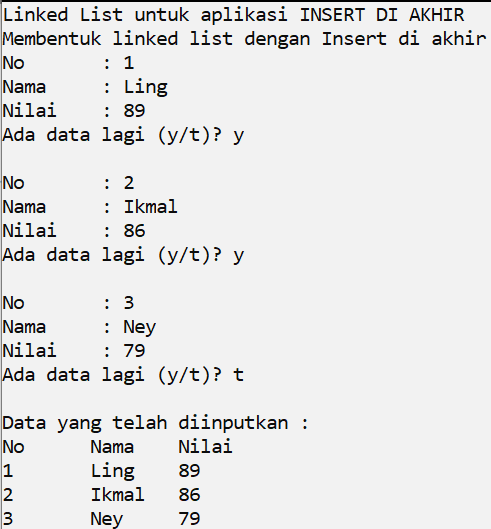 Linked List untuk aplikasi INSERT DI AKHIR
Membentuk linked list dengan Insert di akhir
No : 1
Nama : Ling
Nilai : 89
Ada data lagi (y/t)? y
No : 2
Nama : Ikmal
Nilai : 86
Ada data lagi (y/t)? y
No : 3
Nama : Ney
Nilai : 79
Ada data lagi (y/t)? t
Data yang telah diinputkan :
No Nama Nilai
1 Ling 89
2 Ikmal 86
3 Ney 79